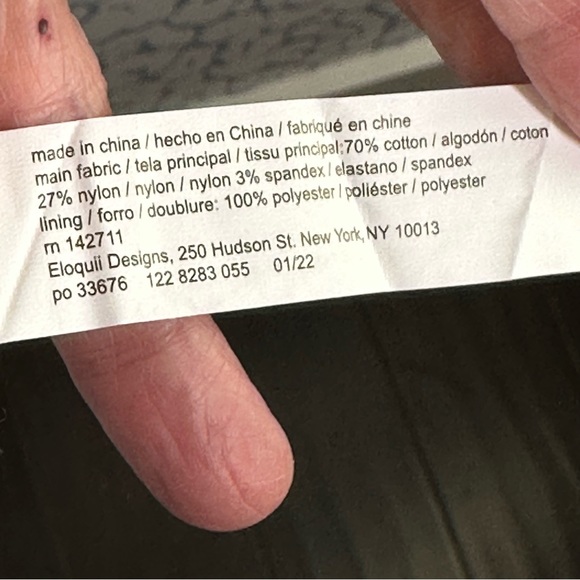 made in china / hecho en China / fabriqué en chine
main fabric / tela principal / tissu principal:70% cotton / algodón / coton
27% nylon / nylon / nylon 3% spandex / elastano / spandex
lining / forro / doublure: 100% polyester / poliéster / polyester
rn 142711
Eloquii Designs, 250 Hudson St. New York, NY 10013
po 33676 122 8283 055 01/22